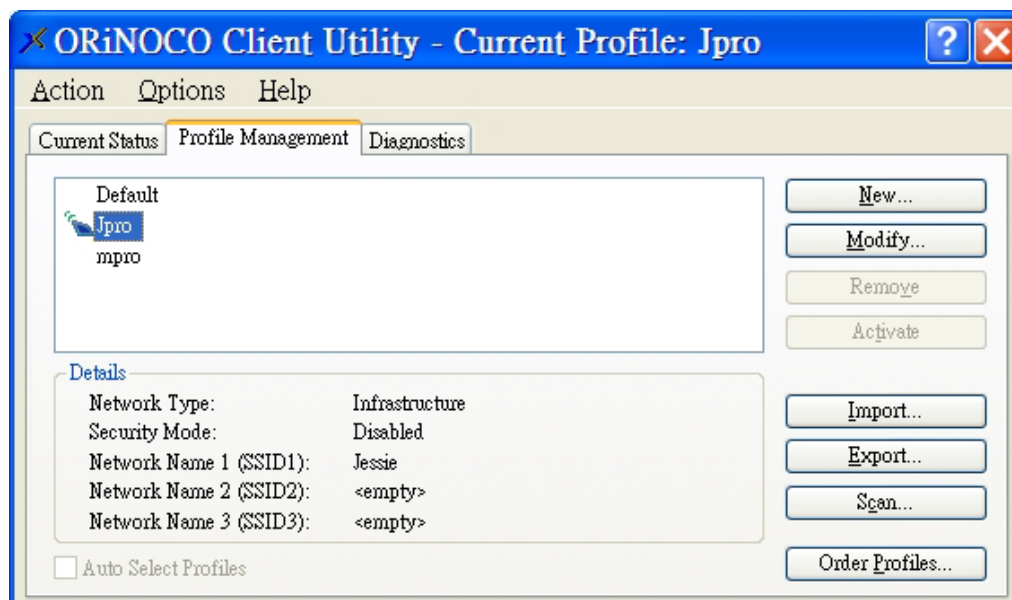 ORiNOCO Client Utility - Current Profile: Jpro
Action Options Help
Current Status Profile Management Diagnostics
Default
Jpro
mpro
New...
Modify...
Remove
Activate
Details
Network Type: Infrastructure
Security Mode: Disabled
Network Name 1 (SSID1): Jessie
Network Name 2 (SSID2): <empty>
Network Name 3 (SSID3): <empty>
Import...
Export...
Scan...
Auto Select Profiles
Order Profiles...